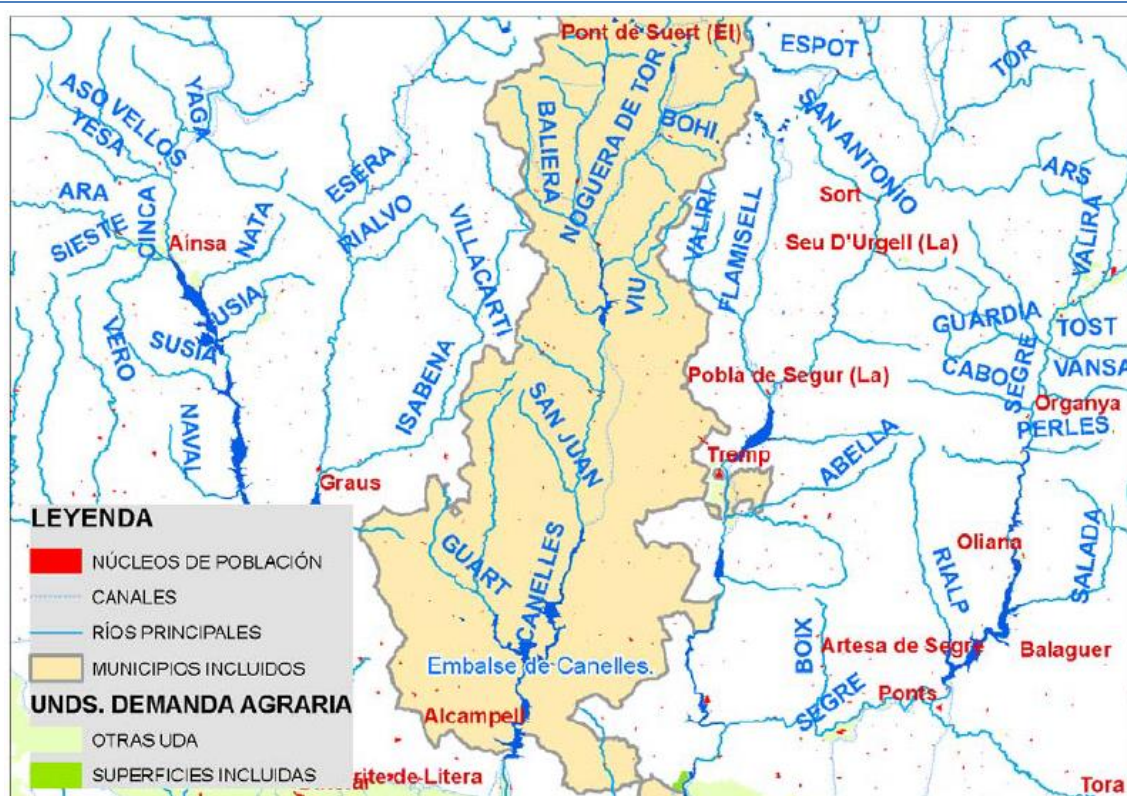 Pont de Suert (El)
ESPOT
TOR
ASO VELLOS
YAGA
YESA
BALIERA
NOGUERA DE TOR
BOHI
SAN ANTONIO
ESERA
ARA
ARS
SIESTE
CINCA
Aínsa
NATA
RIALVO
VILLACARTI
VALIRI
FLAMISELL
Sort
Seu D'Urgell (La)
VALIRA
VERO
SUSIA
USIA
VIU
GUARDIA
TOST
CABO
SEGRE
VANSA
ISABENA
Pobla de Segur (La)
Organya
PERLES
NAVAL
SAN JUAN
Tremp
ABELLA
Graus
LEYENDA
NÚCLEOS DE POBLACIÓN
CANALES
RÍOS PRINCIPALES
MUNICIPIOS INCLUIDOS
UNDS. DEMANDA AGRARIA
OTRAS UDA
SUPERFICIES INCLUIDAS
GUART
CANELLES
Oliana
RIALP
SALADA
BOIX
Artesa de Segre
Balaguer
Embalse de Canelles.
Alcampell
SEGRE
Ponts
rite de Litera
Tora